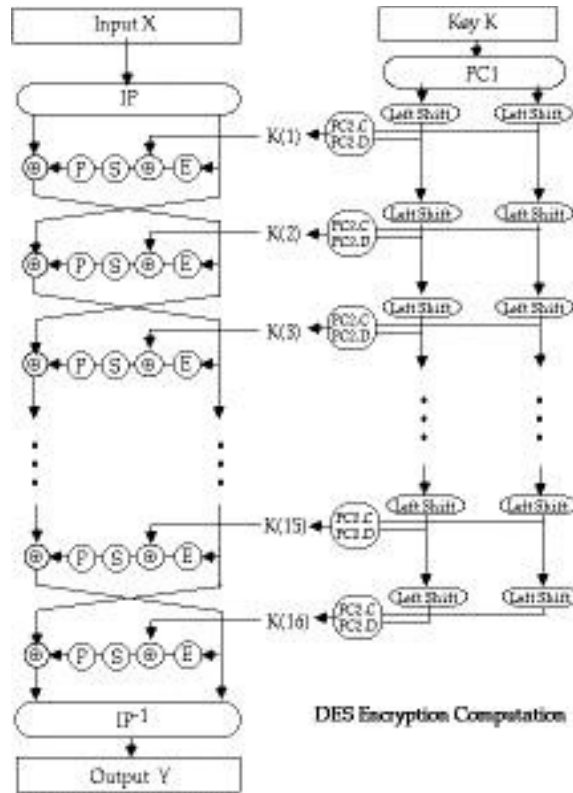 Input X
Key K
IP
PC1
Left Shift Left Shift
K(1) PC2.C
PC2.D
⊕ P S ⊕ E
Left Shift Left Shift
K(2) PC2.C
PC2.D
⊕ P S ⊕ E
Left Shift Left Shift
K(3) PC2.C
PC2.D
⊕ P S ⊕ E
Left Shift Left Shift
K(15) PC2.C
PC2.D
⊕ P S ⊕ E
Left Shift Left Shift
K(16) PC2.C
PC2.D
⊕ P S ⊕ E
IP-1
DES Encryption Computation
Output Y